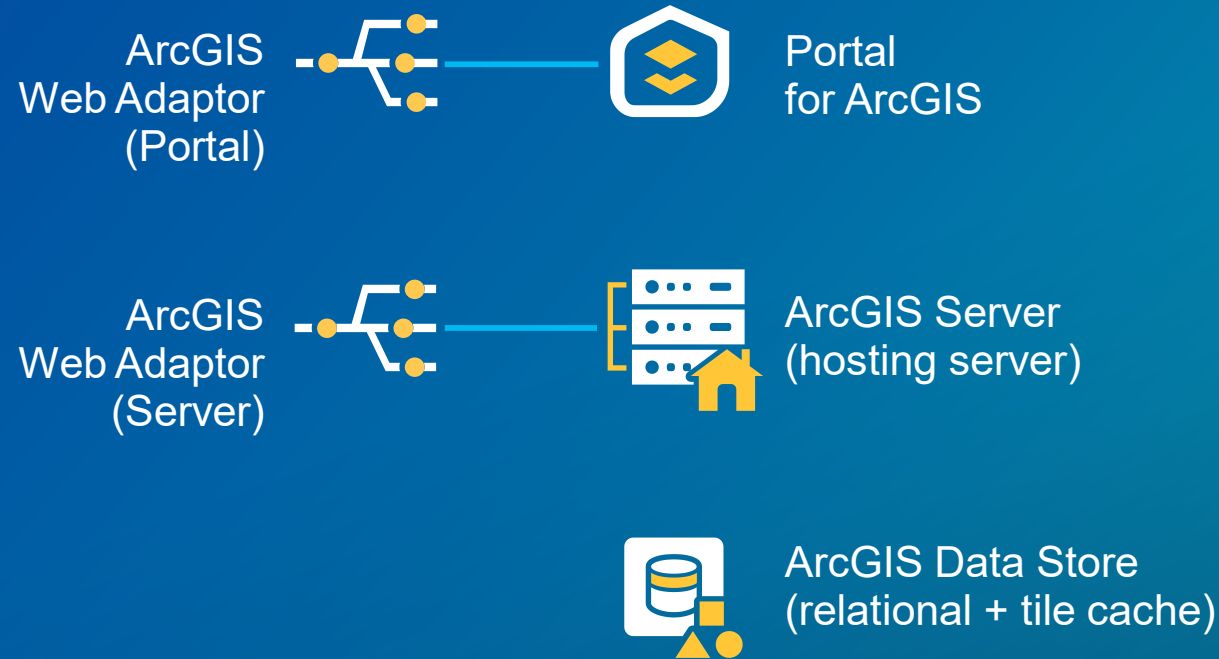 ArcGIS
Web Adaptor
(Portal)
Portal
for ArcGIS
ArcGIS
Web Adaptor
(Server)
ArcGIS Server
(hosting server)
ArcGIS Data Store
(relational + tile cache)